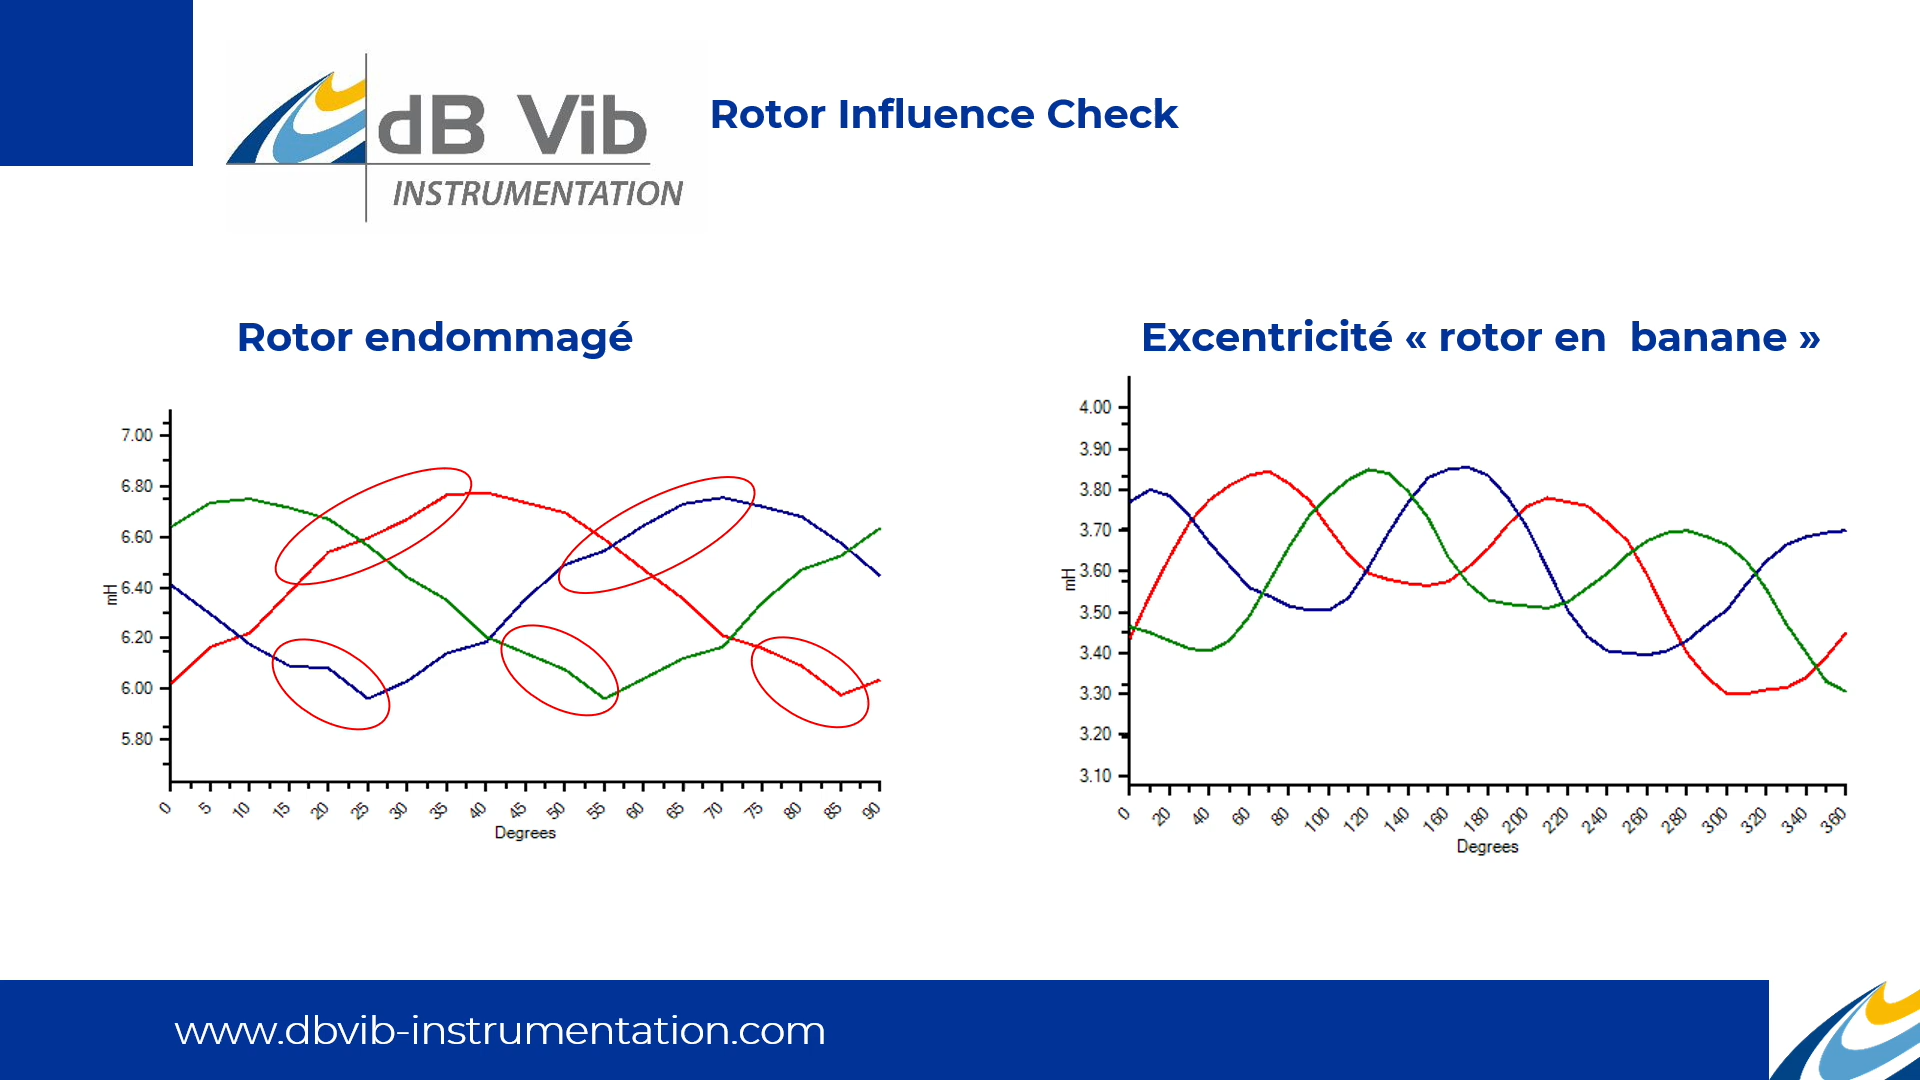 dB Vib
INSTRUMENTATION
Rotor Influence Check
Rotor endommagé
7.00
6.80
6.60
6.40
6.20
6.00
5.80
mH
0 5 10 15 20 25 30 35 40 45 50 55 60 65 70 75 80 85 90
Degrees
Excentricité « rotor en  banane »
4.00
3.90
3.80
3.70
3.60
3.50
3.40
3.30
3.20
3.10
mH
0 20 40 60 80 100 120 140 160 180 200 220 240 260 280 300 320 340 360
Degrees
www.dbvib-instrumentation.com